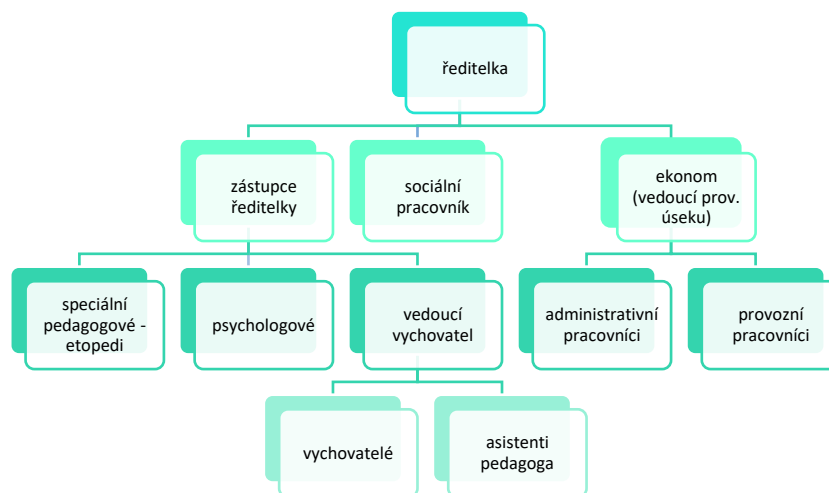 ředitelka
zástupce
ředitelky
sociální
pracovník
ekonom
(vedoucí prov.
úseku)
speciální
pedagogové -
etopedi
psychologové
vedoucí
vychovatel
administrativní
pracovníci
provozní
pracovníci
vychovatelé
asistenti
pedagoga